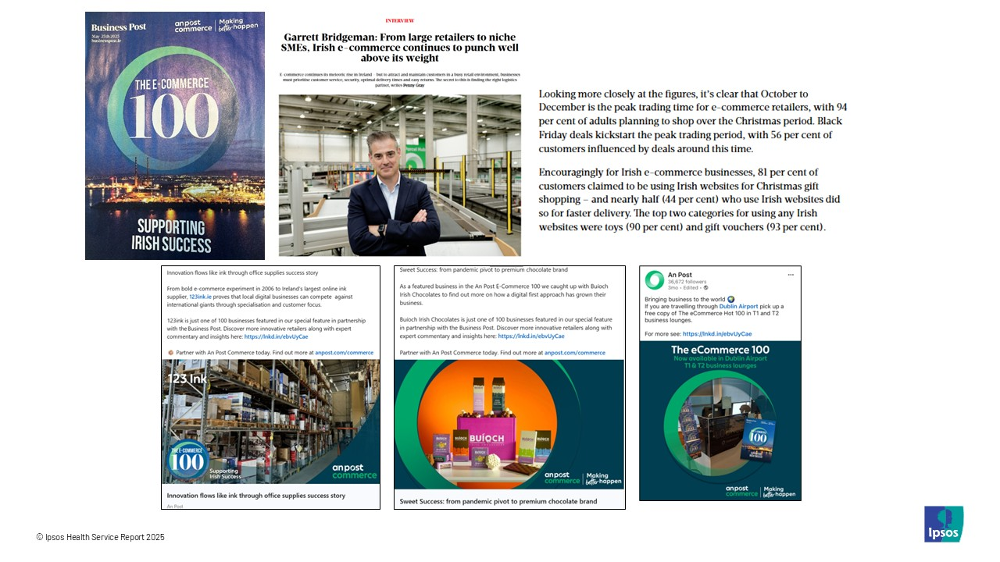 Business Post
May 25th 2025
businesspost.ie
anpost commerce | Making better happen
THE E-COMMERCE
100
SUPPORTING
IRISH SUCCESS
INTERVIEW
Garrett Bridgeman: From large retailers to niche
SMEs, Irish e-commerce continues to punch well
above its weight
E-commerce continues its meteoric rise in Ireland but to attract and maintain customers in a busy retail environment, businesses
must prioritise customer service, security, optimal delivery times and easy returns. The secret to this is finding the right logistics
partner, writes Penny Gray
Parcel Hub
Looking more closely at the figures, it’s clear that October to
December is the peak trading time for e-commerce retailers, with 94
per cent of adults planning to shop over the Christmas period. Black
Friday deals kickstart the peak trading period, with 56 per cent of
customers influenced by deals around this time.
Encouragingly for Irish e-commerce businesses, 81 per cent of
customers claimed to be using Irish websites for Christmas gift
shopping – and nearly half (44 per cent) who use Irish websites did
so for faster delivery. The top two categories for using any Irish
websites were toys (90 per cent) and gift vouchers (93 per cent).
Innovation flows like ink through office supplies success story
From bold e-commerce experiment in 2006 to Ireland's largest online ink
supplier, 123ink.ie proves that local digital businesses can compete against
international giants through specialisation and customer focus.
123ink is just one of 100 businesses featured in our special feature in partnership
with the Business Post. Discover more innovative retailers along with expert
commentary and insights here: https://lnkd.in/ebvUyCae
Partner with An Post Commerce today. Find out more at anpost.com/commerce
123 Ink
THE E-COMMERCE
100
Supporting
Irish Success
anpost
commerce
Innovation flows like ink through office supplies success story
An Post
Sweet Success: from pandemic pivot to premium chocolate brand
As a featured business in the An Post E-Commerce 100 we caught up with Buioch
Irish Chocolates to find out more on how a digital first approach has grown their
business.
Buioch Irish Chocolates is just one of 100 businesses featured in our special feature
in partnership with the Business Post. Discover more innovative retailers along with
expert commentary and insights here: https://lnkd.in/ebvUyCae
Partner with An Post Commerce today. Find out more at anpost.com/commerce
BUÍOCH
anpost commerce | Making better happen
Sweet Success: from pandemic pivot to premium chocolate brand
An Post
36,672 followers
3mo • Edited •
Bringing business to the world
If you are travelling through Dublin Airport pick up a
free copy of The eCommerce Hot 100 in T1 and T2
business lounges.
For more see: https://lnkd.in/ebvUyCae
The eCommerce 100
Now available in Dublin Airport
T1 & T2 business lounges
100
anpost commerce | Making better happen
© Ipsos Health Service Report 2025
Ipsos